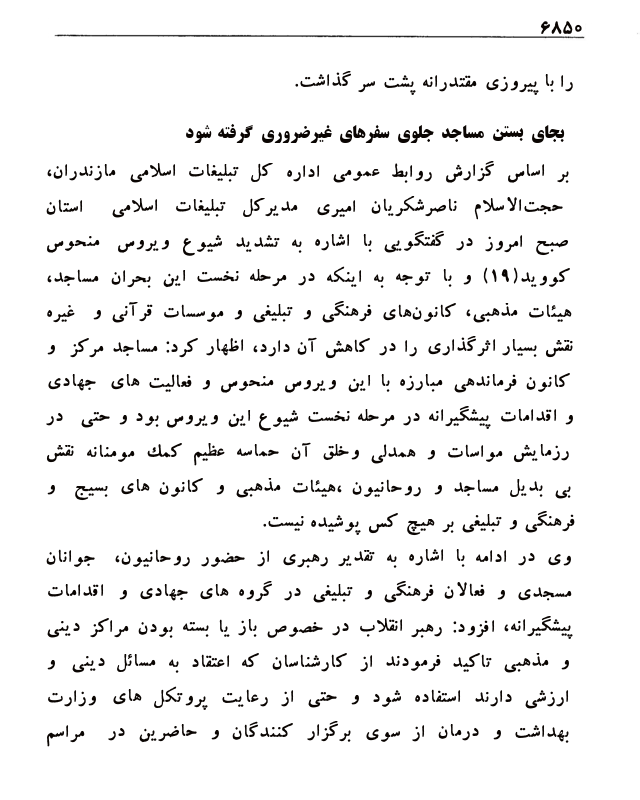 ۶۸۵۰
را با پیروزی مقتدرانه پشت سر گذاشت.
بجای بستن مساجد جلوی سفرهای غیرضروری گرفته شود
بر اساس گزارش روابط عمومی اداره کل تبلیغات اسلامی مازندران،
حجت‌الاسلام ناصرشکریان امیری مدیرکل تبلیغات اسلامی استان
صبح امروز در گفتگویی با اشاره به تشدید شیوع ویروس منحوس
کووید(۱۹) و با توجه به اینکه در مرحله نخست این بحران مساجد،
هیئات مذهبی، کانون‌های فرهنگی و تبلیغی و موسسات قرآنی و غیره
نقش بسیار اثرگذاری را در کاهش آن دارد، اظهار کرد: مساجد مرکز و
کانون فرماندهی مبارزه با این ویروس منحوس و فعالیت های جهادی
و اقدامات پیشگیرانه در مرحله نخست شیوع این ویروس بود و حتی در
رزمایش مواسات و همدلی وخلق آن حماسه عظیم کمك مومنانه نقش
بی بدیل مساجد و روحانیون ،هیئات مذهبی و کانون های بسیج و
فرهنگی و تبلیغی بر هیچ کس پوشیده نیست.
وی در ادامه با اشاره به تقدیر رهبری از حضور روحانیون، جوانان
مسجدی و فعالان فرهنگی و تبلیغی در گروه های جهادی و اقدامات
پیشگیرانه، افزود: رهبر انقلاب در خصوص باز یا بسته بودن مراکز دینی
و مذهبی تاکید فرمودند از کارشناسان که اعتقاد به مسائل دینی و
ارزشی دارند استفاده شود و حتی از رعایت پروتکل های وزارت
بهداشت و درمان از سوی برگزار کنندگان و حاضرین در مراسم